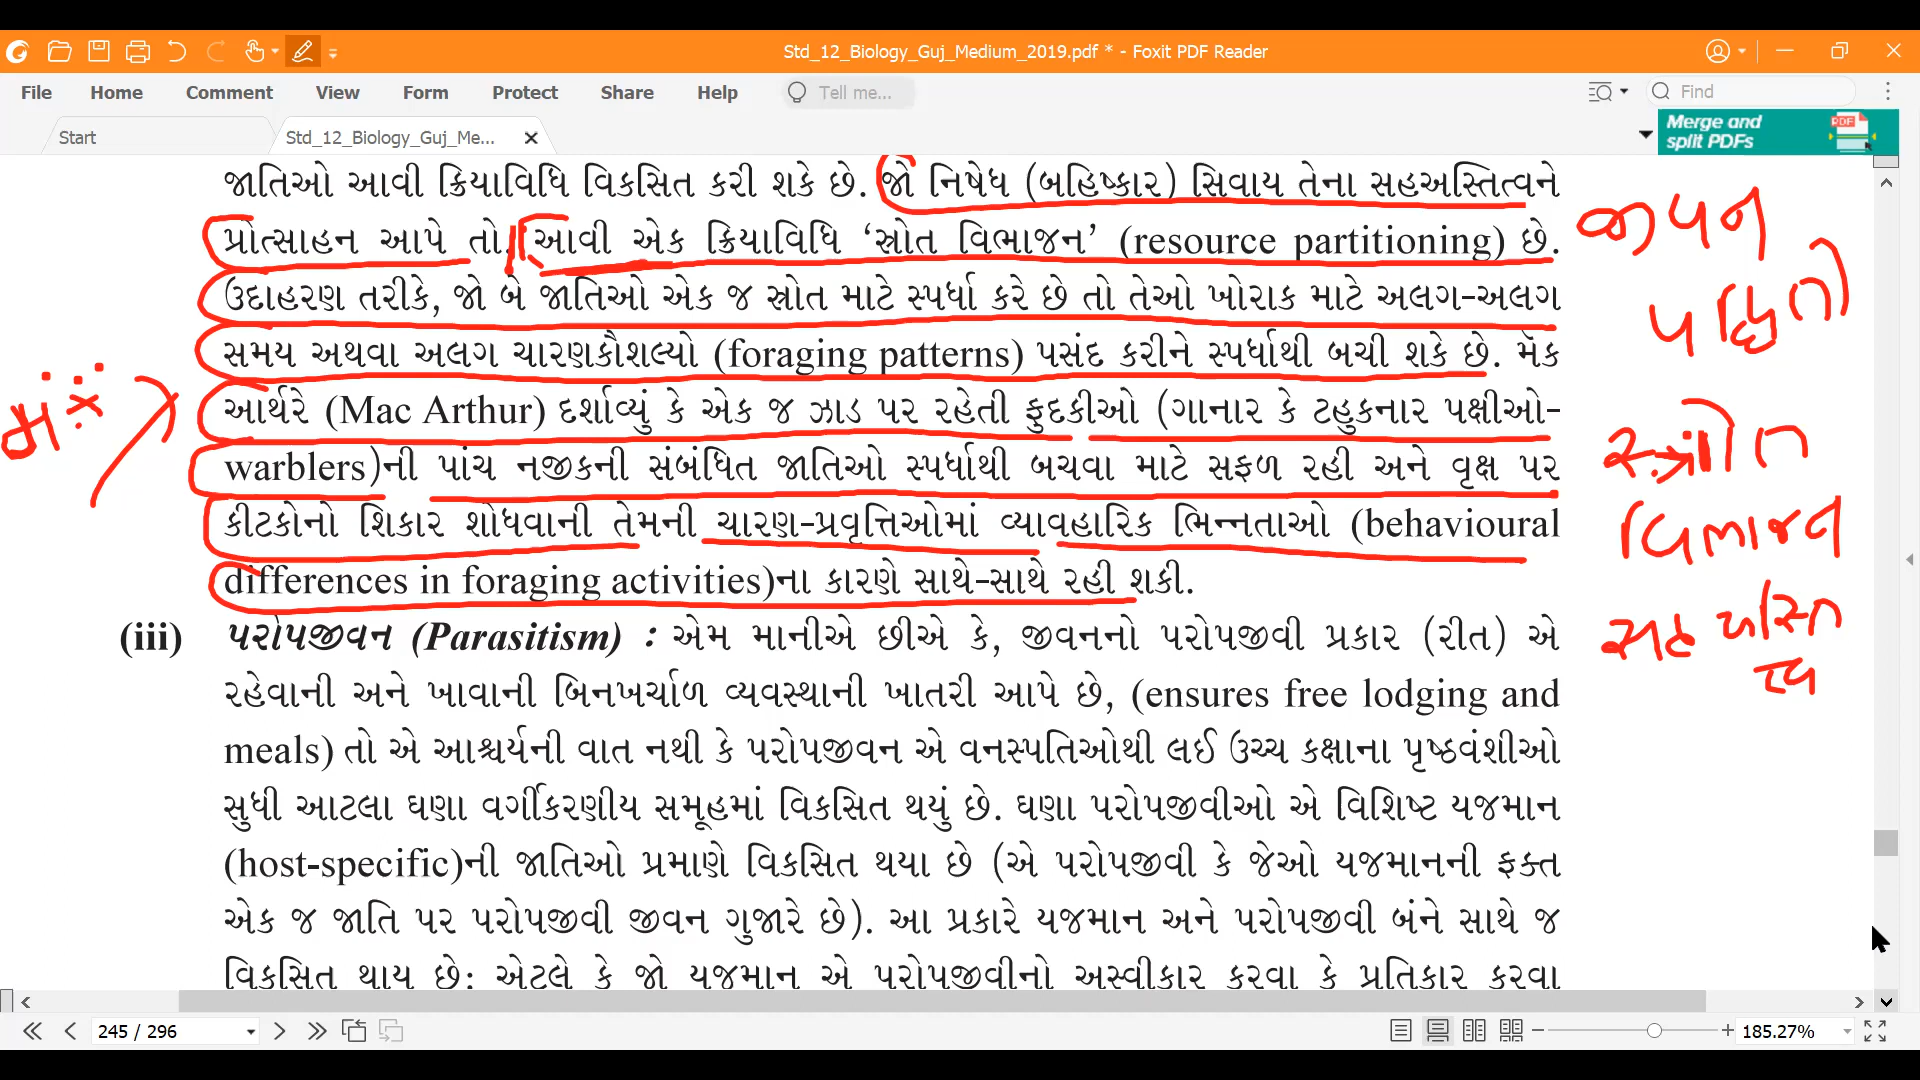 Std_12_Biology_Guj_Medium_2019.pdf * - Foxit PDF Reader
File Home Comment View Form Protect Share Help Tell me... Find
Start Std_12_Biology_Guj_Me...
Merge and split PDFs
જાતિઓ આવી ક્રિયાવિધિ વિકસિત કરી શકે છે. જો નિષેધ (બહિષ્કાર) સિવાય તેના સહઅસ્તિત્વને
પ્રોત્સાહન આપે તો. આવી એક ક્રિયાવિધિ ‘સ્રોત વિભાજન’ (resource partitioning) છે.
ઉદાહરણ તરીકે, જો બે જાતિઓ એક જ સ્રોત માટે સ્પર્ધા કરે છે તો તેઓ ખોરાક માટે અલગ-અલગ
સમય અથવા અલગ ચારણકૌશલ્યો (foraging patterns) પસંદ કરીને સ્પર્ધાથી બચી શકે છે. મૅક
આર્થરે (Mac Arthur) દર્શાવ્યું કે એક જ ઝાડ પર રહેતી ફુદકીઓ (ગાનાર કે ટહુકનાર પક્ષીઓ-
warblers)ની પાંચ નજીકની સંબંધિત જાતિઓ સ્પર્ધાથી બચવા માટે સફળ રહી અને વૃક્ષ પર
કીટકોનો શિકાર શોધવાની તેમની ચારણ-પ્રવૃત્તિઓમાં વ્યાવહારિક ભિન્નતાઓ (behavioural
differences in foraging activities)ના કારણે સાથે-સાથે રહી શકી.
(iii) પરોપજીવન (Parasitism) : એમ માનીએ છીએ કે, જીવનનો પરોપજીવી પ્રકાર (રીત) એ
રહેવાની અને ખાવાની બિનખર્ચાળ વ્યવસ્થાની ખાતરી આપે છે, (ensures free lodging and
meals) તો એ આશ્ચર્યની વાત નથી કે પરોપજીવન એ વનસ્પતિઓથી લઈ ઉચ્ચ કક્ષાના પૃષ્ઠવંશીઓ
સુધી આટલા ઘણા વર્ગીકરણીય સમૂહમાં વિકસિત થયું છે. ઘણા પરોપજીવીઓ એ વિશિષ્ટ યજમાન
(host-specific)ની જાતિઓ પ્રમાણે વિકસિત થયા છે (એ પરોપજીવી કે જેઓ યજમાનની ફક્ત
એક જ જાતિ પર પરોપજીવી જીવન ગુજારે છે). આ પ્રકારે યજમાન અને પરોપજીવી બંને સાથે જ
વિકસિત થાય છે; એટલે કે જો યજમાન એ પરોપજીવીનો અસ્વીકાર કરવા કે પ્રતિકાર કરવા
પદ્ધિતી
સ્ત્રોત
વિભાજન
સહ અસ્તિ
ત્વ
245 / 296
185.27%